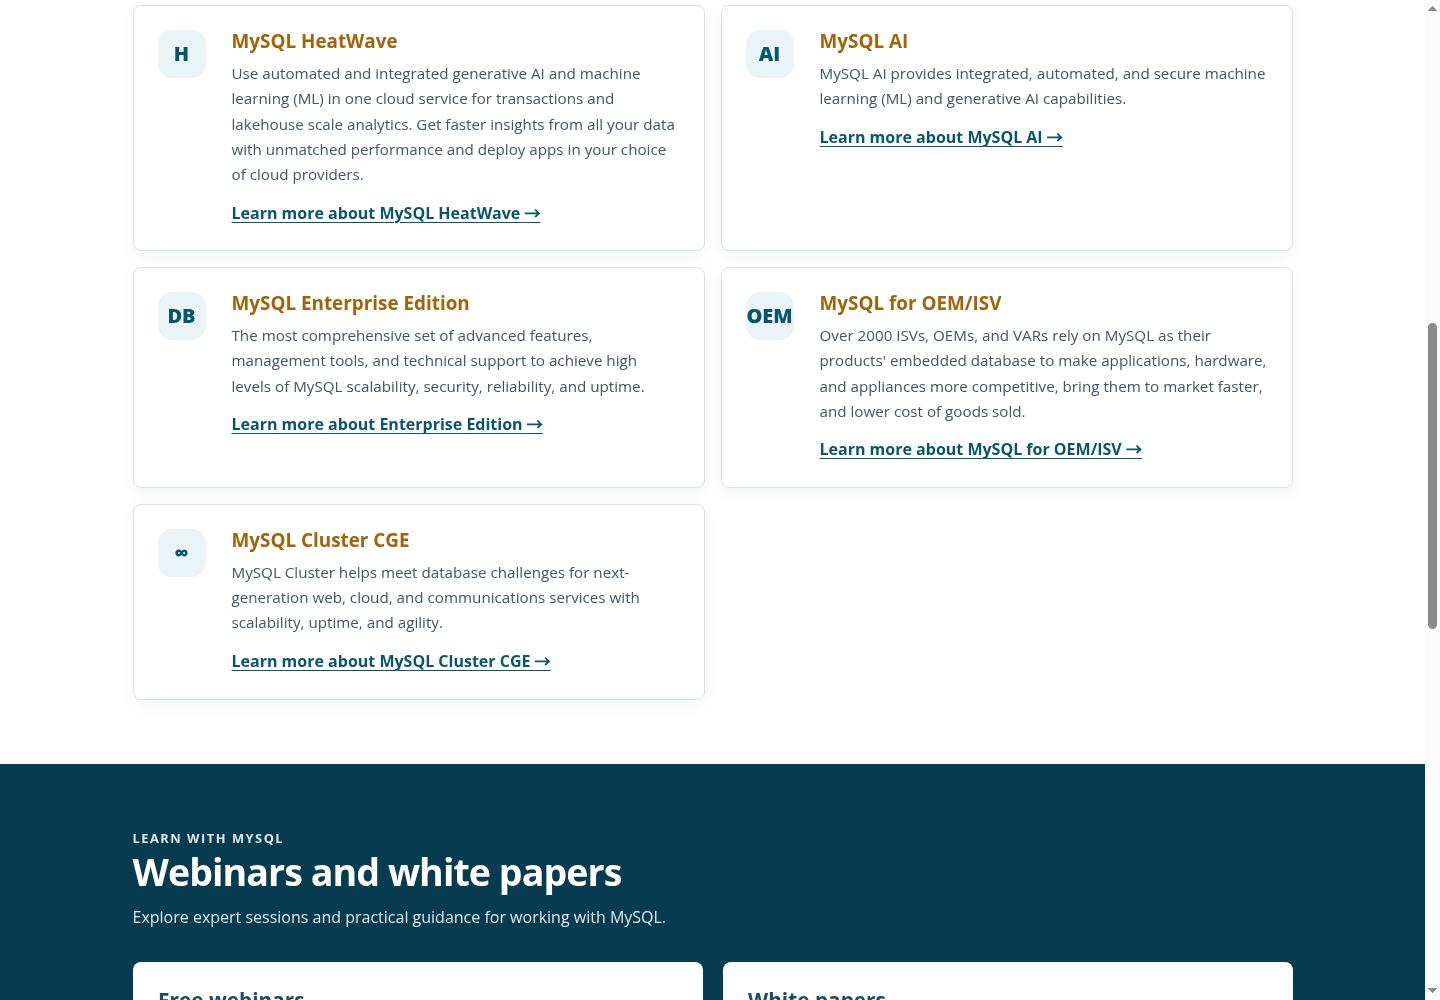 H
MySQL HeatWave
Use automated and integrated generative AI and machine
learning (ML) in one cloud service for transactions and
lakehouse scale analytics. Get faster insights from all your data
with unmatched performance and deploy apps in your choice
of cloud providers.
Learn more about MySQL HeatWave →
AI
MySQL AI
MySQL AI provides integrated, automated, and secure machine
learning (ML) and generative AI capabilities.
Learn more about MySQL AI →
DB
MySQL Enterprise Edition
The most comprehensive set of advanced features,
management tools, and technical support to achieve high
levels of MySQL scalability, security, reliability, and uptime.
Learn more about Enterprise Edition →
OEM
MySQL for OEM/ISV
Over 2000 ISVs, OEMs, and VARs rely on MySQL as their
products' embedded database to make applications, hardware,
and appliances more competitive, bring them to market faster,
and lower cost of goods sold.
Learn more about MySQL for OEM/ISV →
∞
MySQL Cluster CGE
MySQL Cluster helps meet database challenges for next-
generation web, cloud, and communications services with
scalability, uptime, and agility.
Learn more about MySQL Cluster CGE →
LEARN WITH MYSQL
Webinars and white papers
Explore expert sessions and practical guidance for working with MySQL.
Free webinars
White papers